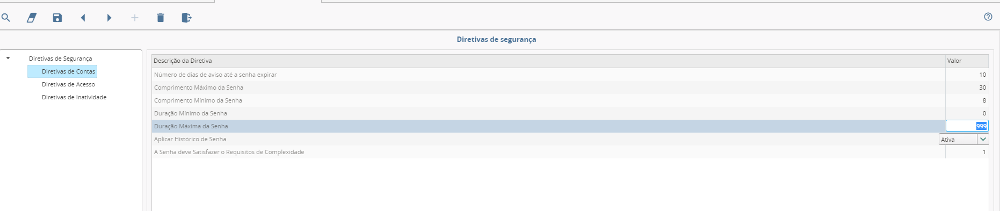 Diretivas de segurança
Diretivas de Segurança
Diretivas de Contas
Diretivas de Acesso
Diretivas de Inatividade
Descrição da Diretiva Valor
Número de dias de aviso até a senha expirar 10
Comprimento Máximo da Senha 30
Comprimento Mínimo da Senha 8
Duração Mínimo da Senha 0
Duração Máxima da Senha 999
Aplicar Histórico de Senha Ativa
A Senha deve Satisfazer o Requisitos de Complexidade 1